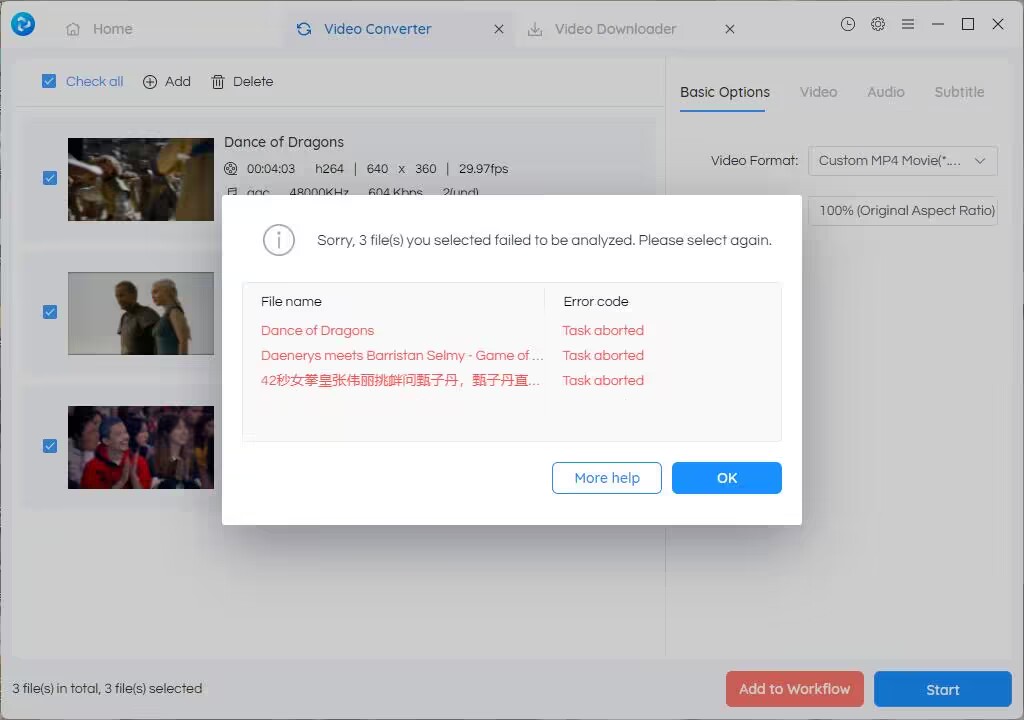 Home
Video Converter
Video Downloader
Check all
Add
Delete
Basic Options
Video
Audio
Subtitle
Dance of Dragons
00:04:03 h264 | 640 x 360 | 29.97fps
aac 48000KHz 604 Kbps 2(und)
Video Format: Custom MP4 Movie(*....
100% (Original Aspect Ratio)
Sorry, 3 file(s) you selected failed to be analyzed. Please select again.
File name Error code
Dance of Dragons Task aborted
Daenerys meets Barristan Selmy - Game of ... Task aborted
42秒女拳皇张伟丽挑衅问甄子丹，甄子丹直... Task aborted
More help
OK
3 file(s) in total, 3 file(s) selected
Add to Workflow
Start